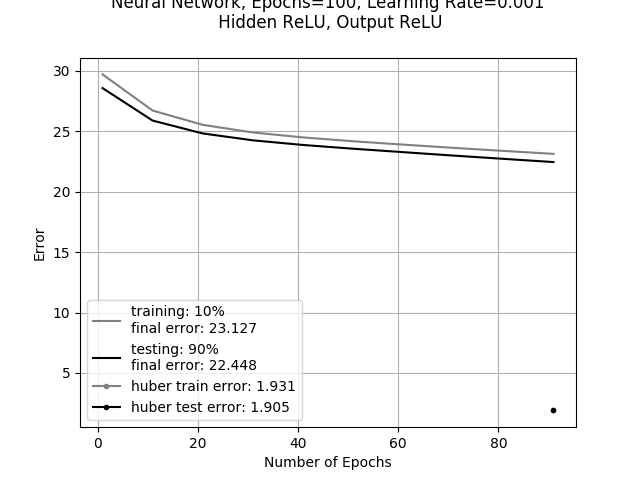 Neural Network, Epochs=100, Learning Rate=0.001
Hidden ReLU, Output ReLU
30
25
20
15
10
5
Error
training: 10%
final error: 23.127
testing: 90%
final error: 22.448
huber train error: 1.931
huber test error: 1.905
0 20 40 60 80
Number of Epochs